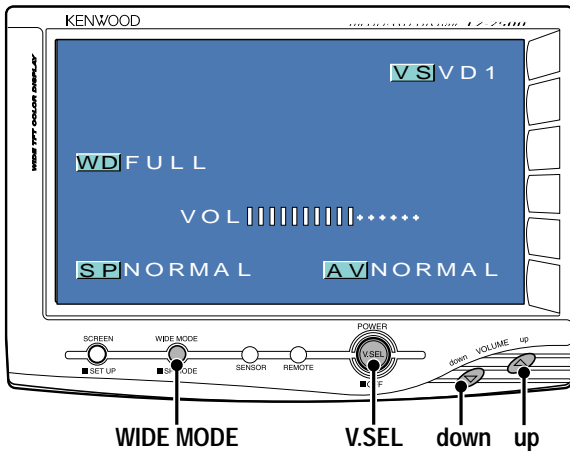 KENWOOD
WIDE TFT COLOR DISPLAY
VS VD1
WD FULL
VOL
SP NORMAL
AV NORMAL
SCREEN
■SET UP
WIDE MODE
SENSOR
REMOTE
POWER
V.SEL
■OFF
down VOLUME up
WIDE MODE
V.SEL
down
up